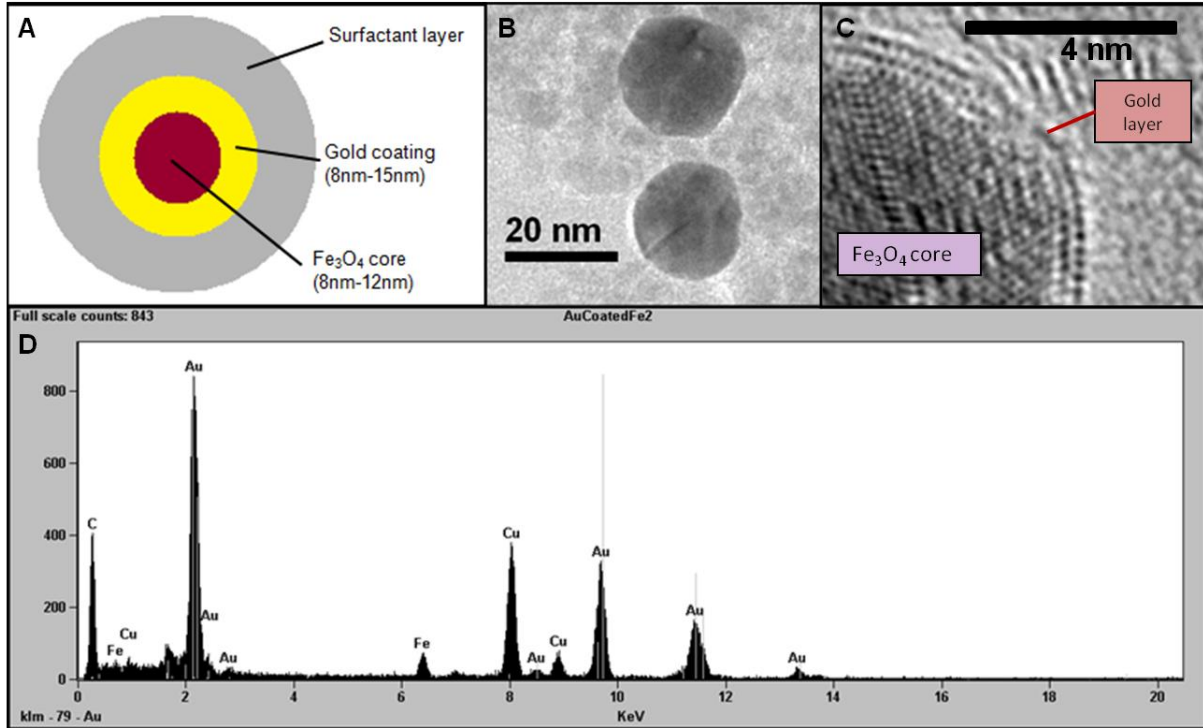 A
Surfactant layer
Gold coating
(8nm-15nm)
Fe₃O₄ core
(8nm-12nm)
B
20 nm
C
4 nm
Gold
layer
Fe₃O₄ core
Full scale counts: 843
AuCoatedFe2
D
800
600
400
200
0
C
Fe
Cu
Au
Au
Au
Fe
Cu
Au
Cu
Au
Au
Au
0
2
4
6
8
10
12
14
16
18
20
klm - 79 - Au
KeV